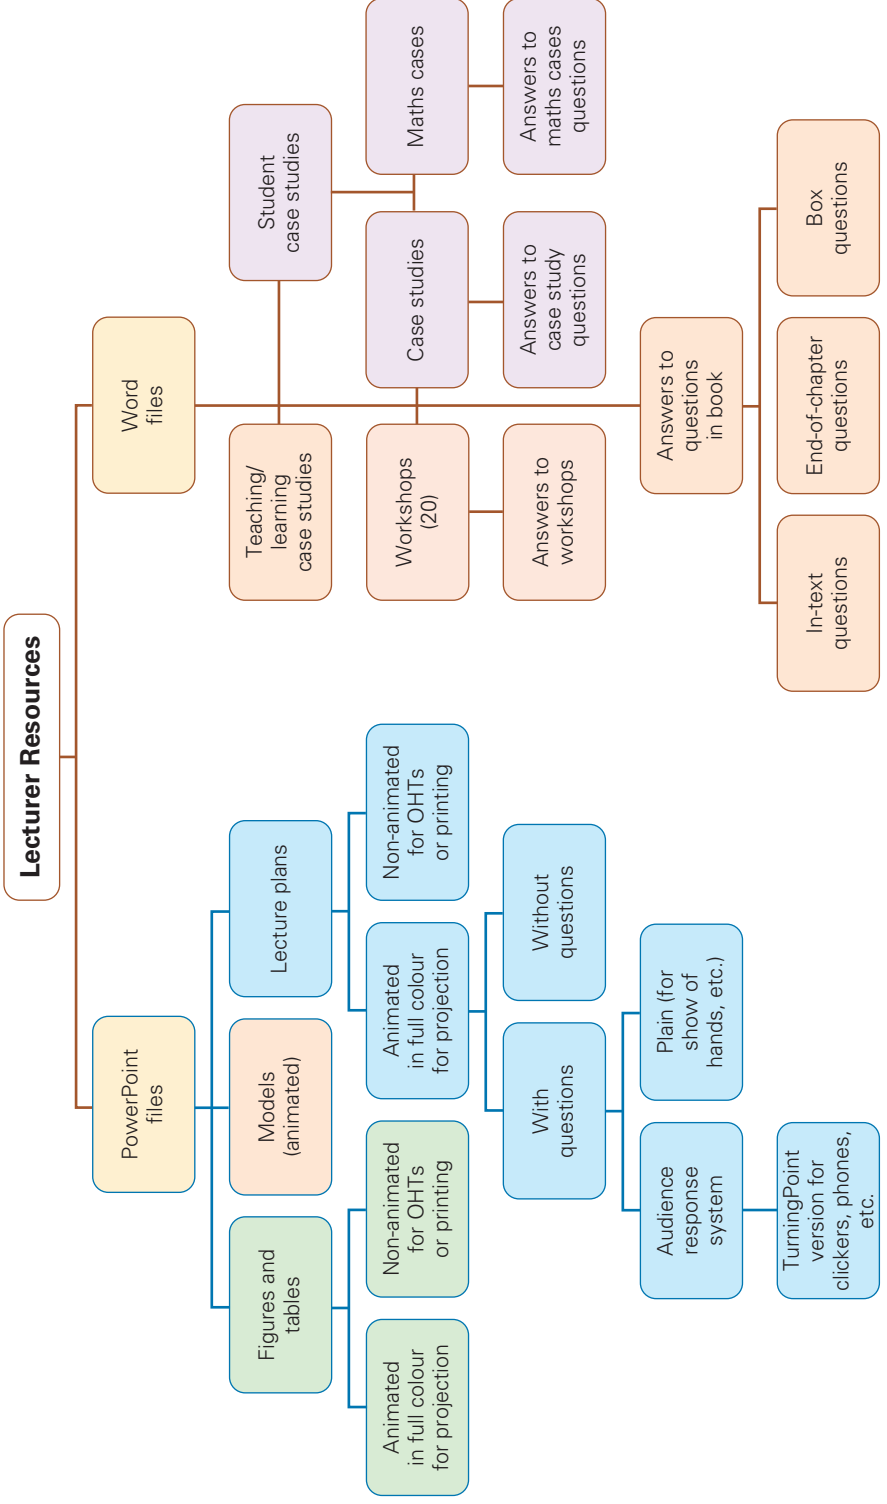 Lecturer Resources
PowerPoint
files
Word
files
Figures and
tables
Models
(animated)
Lecture plans
Teaching/
learning
case studies
Student
case studies
Animated
in full colour
for projection
Non-animated
for OHTs
or printing
Animated
in full colour
for projection
Non-animated
for OHTs
or printing
Workshops
(20)
Case studies
Maths cases
With
questions
Without
questions
Answers to
workshops
Answers to
case study
questions
Answers to
maths cases
questions
Audience
response
system
Plain (for
show of
hands, etc.)
Answers to
questions
in book
TurningPoint
version for
clickers, phones,
etc.
In-text
questions
End-of-chapter
questions
Box
questions